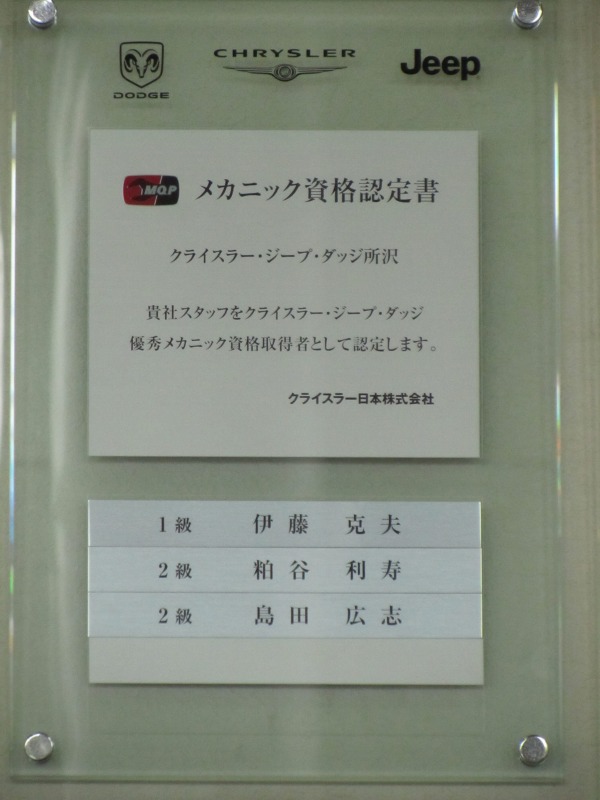 DODGE CHRYSLER Jeep
MQP メカニック資格認定書
クライスラー・ジープ・ダッジ所沢
貴社スタッフをクライスラー・ジープ・ダッジ
優秀メカニック資格取得者として認定します。
クライスラー日本株式会社
1級 伊藤 克夫
2級 粕谷 利寿
2級 島田 広志